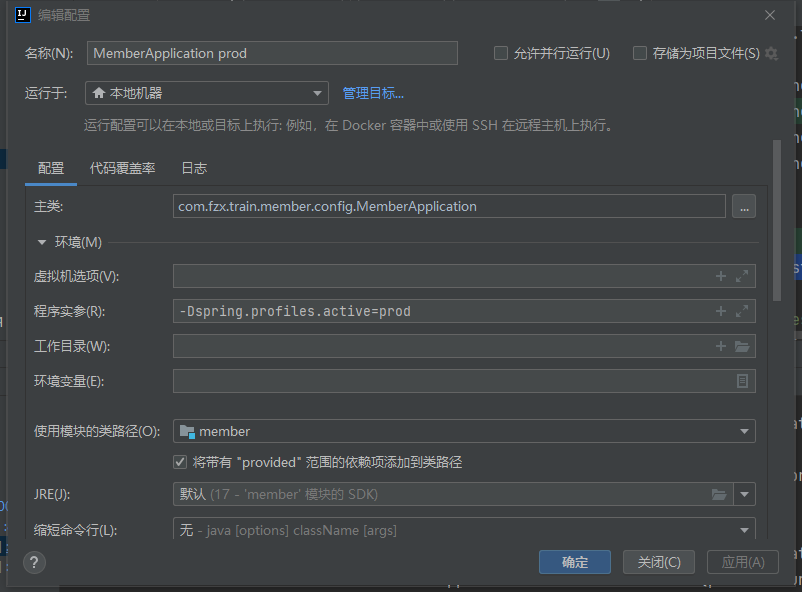 编辑配置
名称(N): MemberApplication prod 允许并行运行(U) 存储为项目文件(S)
运行于: 本地机器 管理目标...
运行配置可以在本地或目标上执行: 例如，在 Docker 容器中或使用 SSH 在远程主机上执行。
配置 代码覆盖率 日志
主类: com.fzx.train.member.config.MemberApplication ...
环境(M)
虚拟机选项(V):
程序实参(R): -Dspring.profiles.active=prod
工作目录(W):
环境变量(E):
使用模块的类路径(O): member
将带有 "provided" 范围的依赖项添加到类路径
JRE(J): 默认 (17 - 'member' 模块的 SDK)
缩短命令行(L): 无 - java [options] className [args]
? 确定 关闭(C) 应用(A)